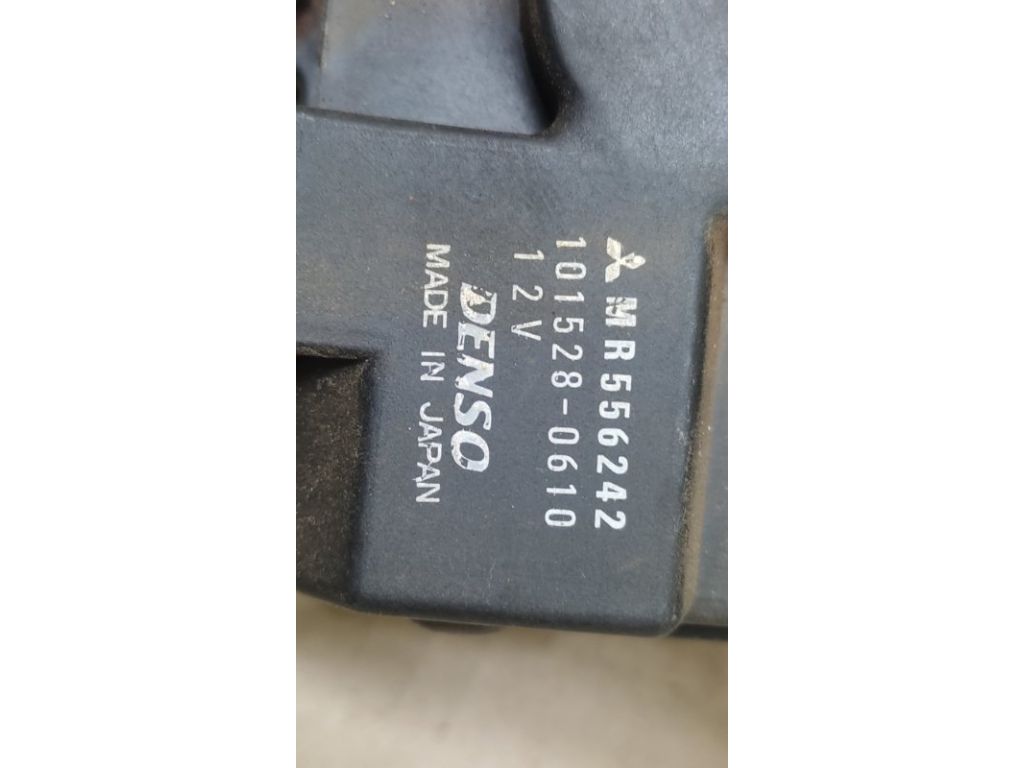 MR556242
101528-0610
12V
DENSO
MADE IN JAPAN